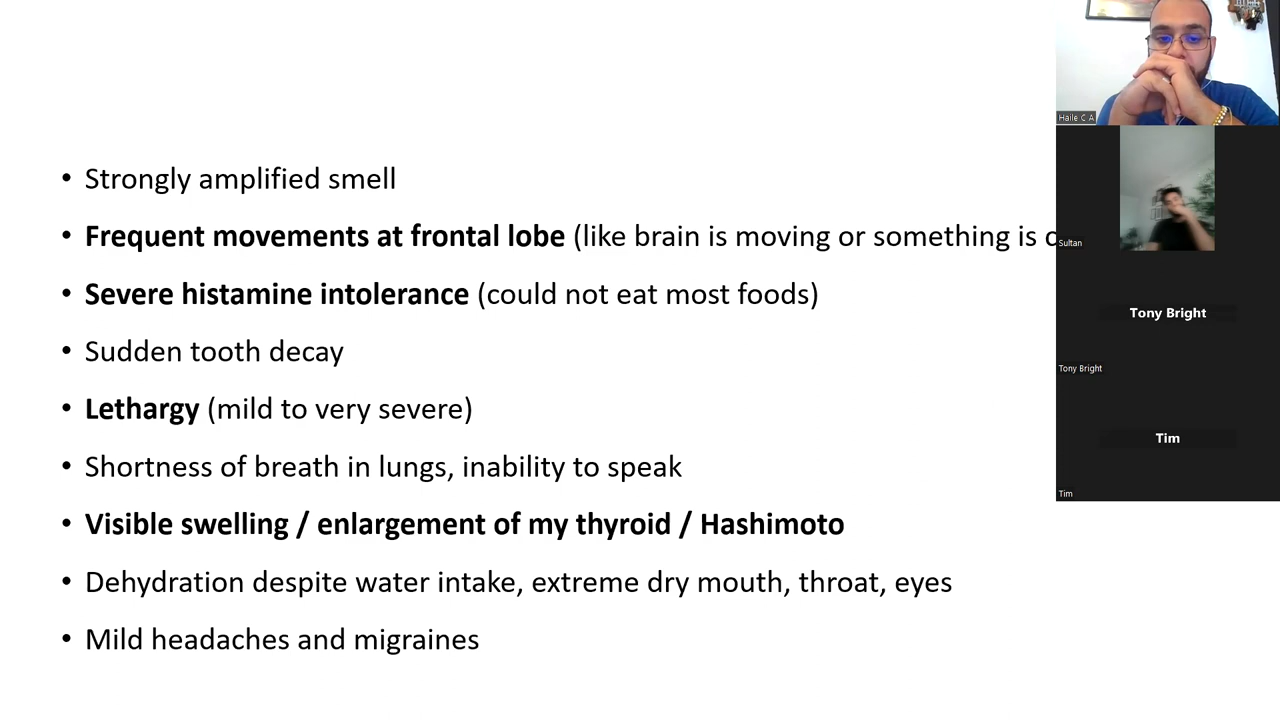 • Strongly amplified smell
• Frequent movements at frontal lobe (like brain is moving or something is
• Severe histamine intolerance (could not eat most foods)
• Sudden tooth decay
• Lethargy (mild to very severe)
• Shortness of breath in lungs, inability to speak
• Visible swelling / enlargement of my thyroid / Hashimoto
• Dehydration despite water intake, extreme dry mouth, throat, eyes
• Mild headaches and migraines
Haile C A
Sultan
Tony Bright
Tony Bright
Tim
Tim